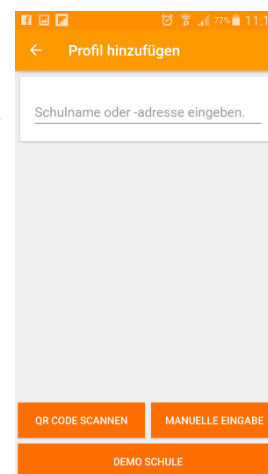 77% 11:1
Profil hinzufügen
Schulname oder -adresse eingeben.
QR CODE SCANNEN MANUELLE EINGABE
DEMO SCHULE